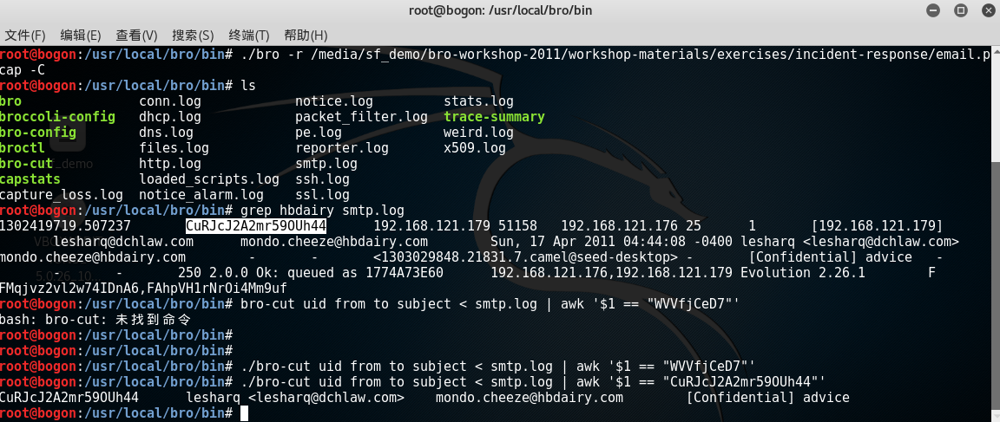 root@bogon: /usr/local/bro/bin
文件(F) 编辑(E) 查看(V) 搜索(S) 终端(T) 帮助(H)
root@bogon:/usr/local/bro/bin# ./bro -r /media/sf_demo/bro-workshop-2011/workshop-materials/exercises/incident-response/email.p
cap -C
root@bogon:/usr/local/bro/bin# ls
bro conn.log notice.log stats.log
broccoli-config dhcp.log packet_filter.log trace-summary
bro-config dns.log pe.log weird.log
broctl files.log reporter.log x509.log
bro-cut http.log smtp.log
capstats loaded_scripts.log ssh.log
capture_loss.log notice_alarm.log ssl.log
root@bogon:/usr/local/bro/bin# grep hbdairy smtp.log
1302419719.507237 CuRJcJ2A2mr59OUh44 192.168.121.179 51158 192.168.121.176 25 1 [192.168.121.179]
lesharq@dchlaw.com mondo.cheeze@hbdairy.com Sun, 17 Apr 2011 04:44:08 -0400 lesharq <lesharq@dchlaw.com>
mondo.cheeze@hbdairy.com - - <1303029848.21831.7.camel@seed-desktop> - [Confidential] advice -
- - 250 2.0.0 Ok: queued as 1774A73E60 192.168.121.176,192.168.121.179 Evolution 2.26.1 F
FMqjvz2vl2w74IDnA6,FAhpVH1rNrOi4Mm9uf
root@bogon:/usr/local/bro/bin# bro-cut uid from to subject < smtp.log | awk '$1 == "WVVfjCeD7"'
bash: bro-cut: 未找到命令
root@bogon:/usr/local/bro/bin#
root@bogon:/usr/local/bro/bin#
root@bogon:/usr/local/bro/bin# ./bro-cut uid from to subject < smtp.log | awk '$1 == "WVVfjCeD7"'
root@bogon:/usr/local/bro/bin# ./bro-cut uid from to subject < smtp.log | awk '$1 == "CuRJcJ2A2mr59OUh44"'
CuRJcJ2A2mr59OUh44 lesharq <lesharq@dchlaw.com> mondo.cheeze@hbdairy.com [Confidential] advice
root@bogon:/usr/local/bro/bin#